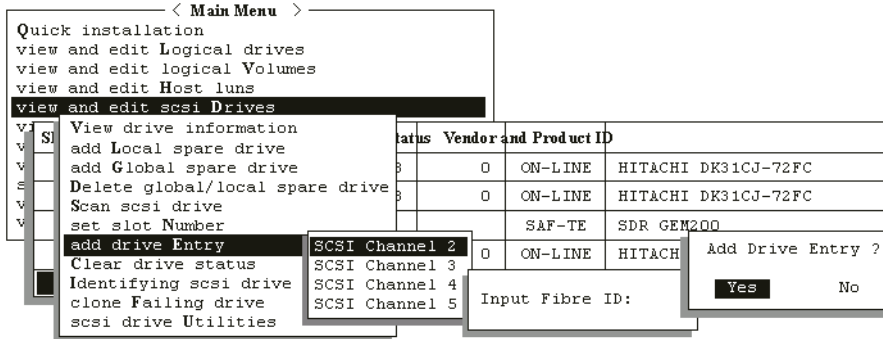 Main Menu
Quick installation
view and edit Logical drives
view and edit logical Volumes
view and edit Host luns
view and edit scsi Drives
View drive information
add Local spare drive
add Global spare drive
Delete global/local spare drive
Scan scsi drive
set slot Number
add drive Entry
Clear drive status
Identifying scsi drive
clone Failing drive
scsi drive Utilities
Vendor and Product ID
0 ON-LINE HITACHI DK31CJ-72FC
0 ON-LINE HITACHI DK31CJ-72FC
SAF-TE SDR GEM200
0 ON-LINE
SCSI Channel 2
SCSI Channel 3
SCSI Channel 4
SCSI Channel 5
Input Fibre ID:
Add Drive Entry ?
Yes No